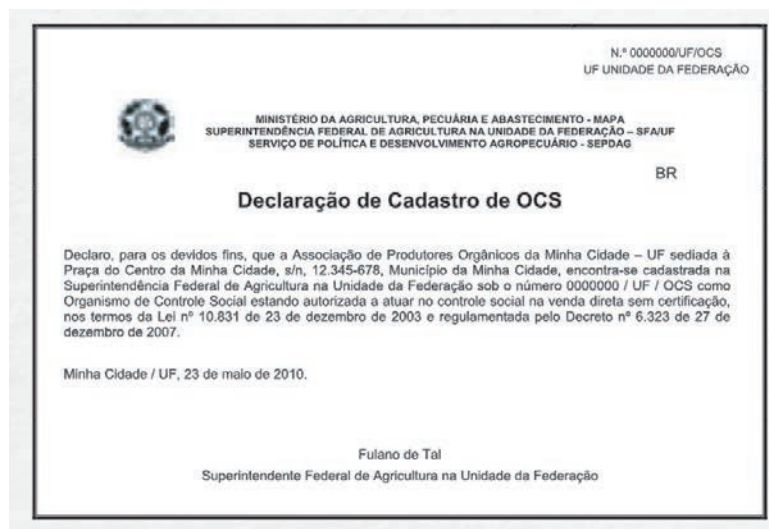 N.º 0000000/UF/OCS
UF UNIDADE DA FEDERAÇÃO
MINISTÉRIO DA AGRICULTURA, PECUÁRIA E ABASTECIMENTO - MAPA
SUPERINTENDÊNCIA FEDERAL DE AGRICULTURA NA UNIDADE DA FEDERAÇÃO – SFA/UF
SERVIÇO DE POLÍTICA E DESENVOLVIMENTO AGROPECUÁRIO - SEPDAG
BR
Declaração de Cadastro de OCS
Declaro, para os devidos fins, que a Associação de Produtores Orgânicos da Minha Cidade – UF sediada à
Praça do Centro da Minha Cidade, s/n, 12.345-678, Município da Minha Cidade, encontra-se cadastrada na
Superintendência Federal de Agricultura na Unidade da Federação sob o número 0000000 / UF / OCS como
Organismo de Controle Social estando autorizada a atuar no controle social na venda direta sem certificação,
nos termos da Lei nº 10.831 de 23 de dezembro de 2003 e regulamentada pelo Decreto nº 6.323 de 27 de
dezembro de 2007.
Minha Cidade / UF, 23 de maio de 2010.
Fulano de Tal
Superintendente Federal de Agricultura na Unidade da Federação